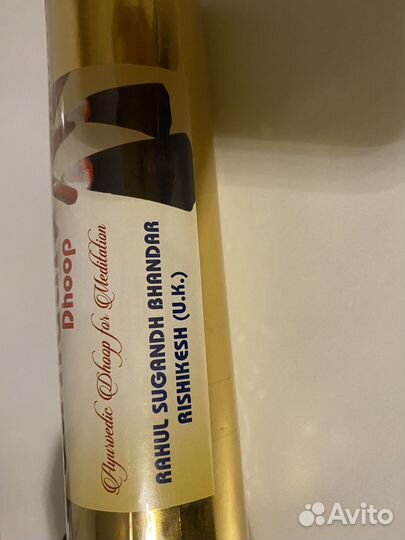 Dhoop
Ayurvedic Dhoop for Meditation
RAHUL SUGANDH BHANDAR
RISHIKESH (U.K.)
Avito